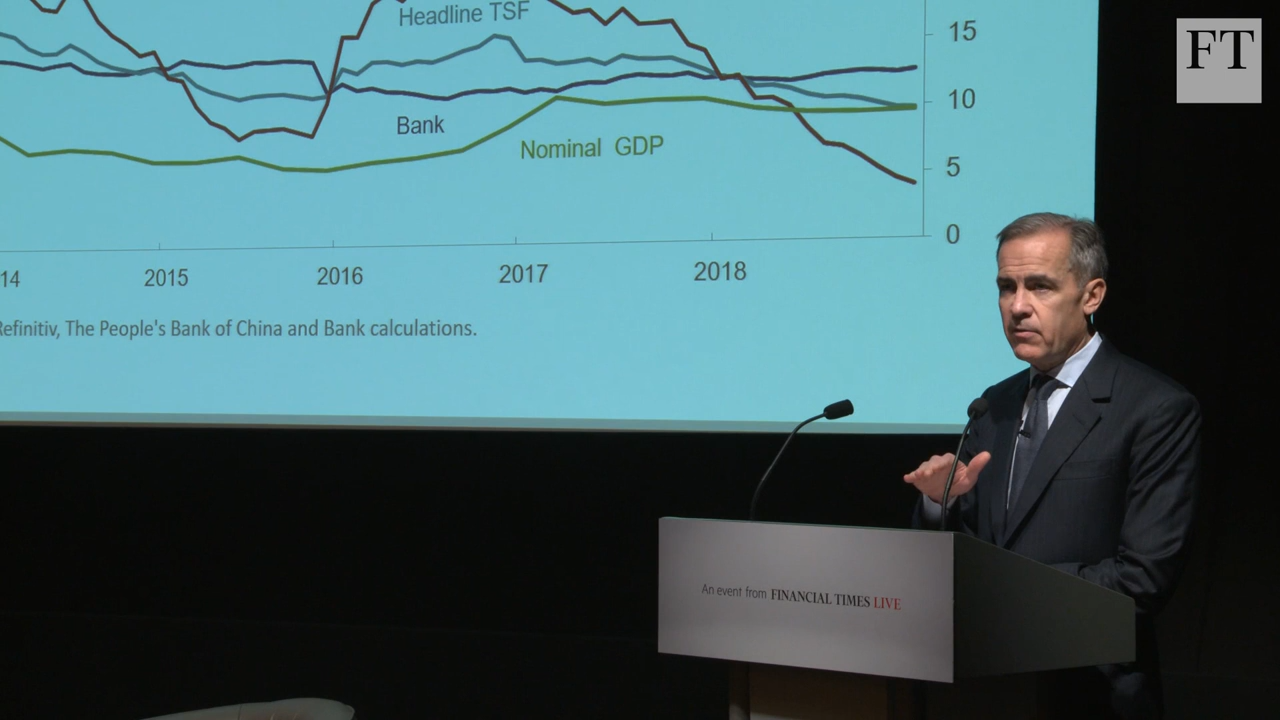 Headline TSF
15
FT
10
Bank
Nominal GDP
5
0
14
2015
2016
2017
2018
Refinitiv, The People's Bank of China and Bank calculations.
An event from FINANCIAL TIMES LIVE